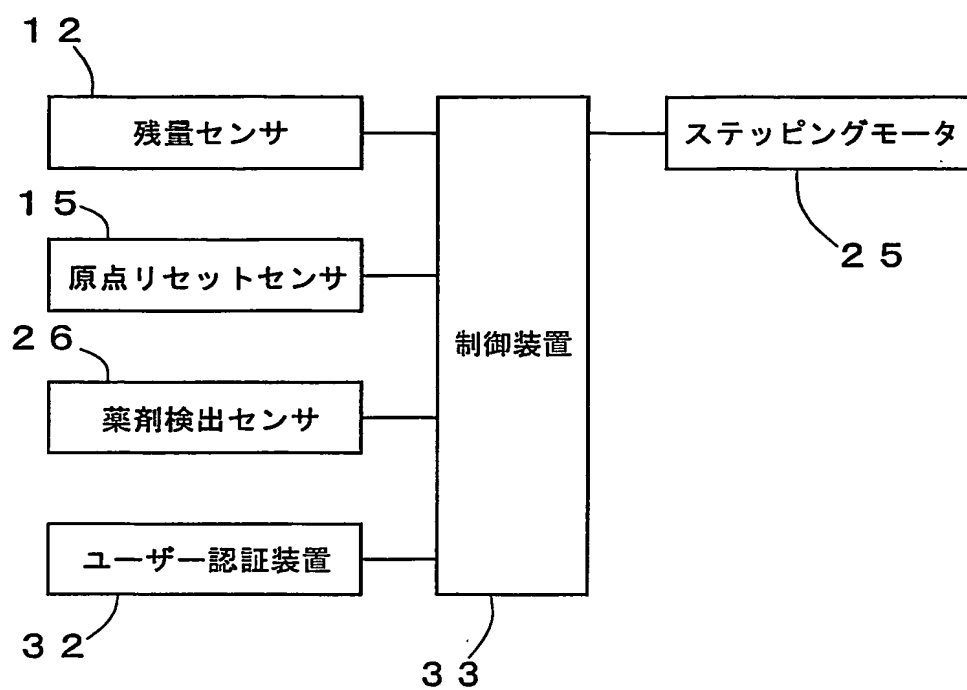 １２
残量センサ
ステッピングモータ
１５
２５
原点リセットセンサ
２６
制御装置
薬剤検出センサ
ユーザー認証装置
３２
３３